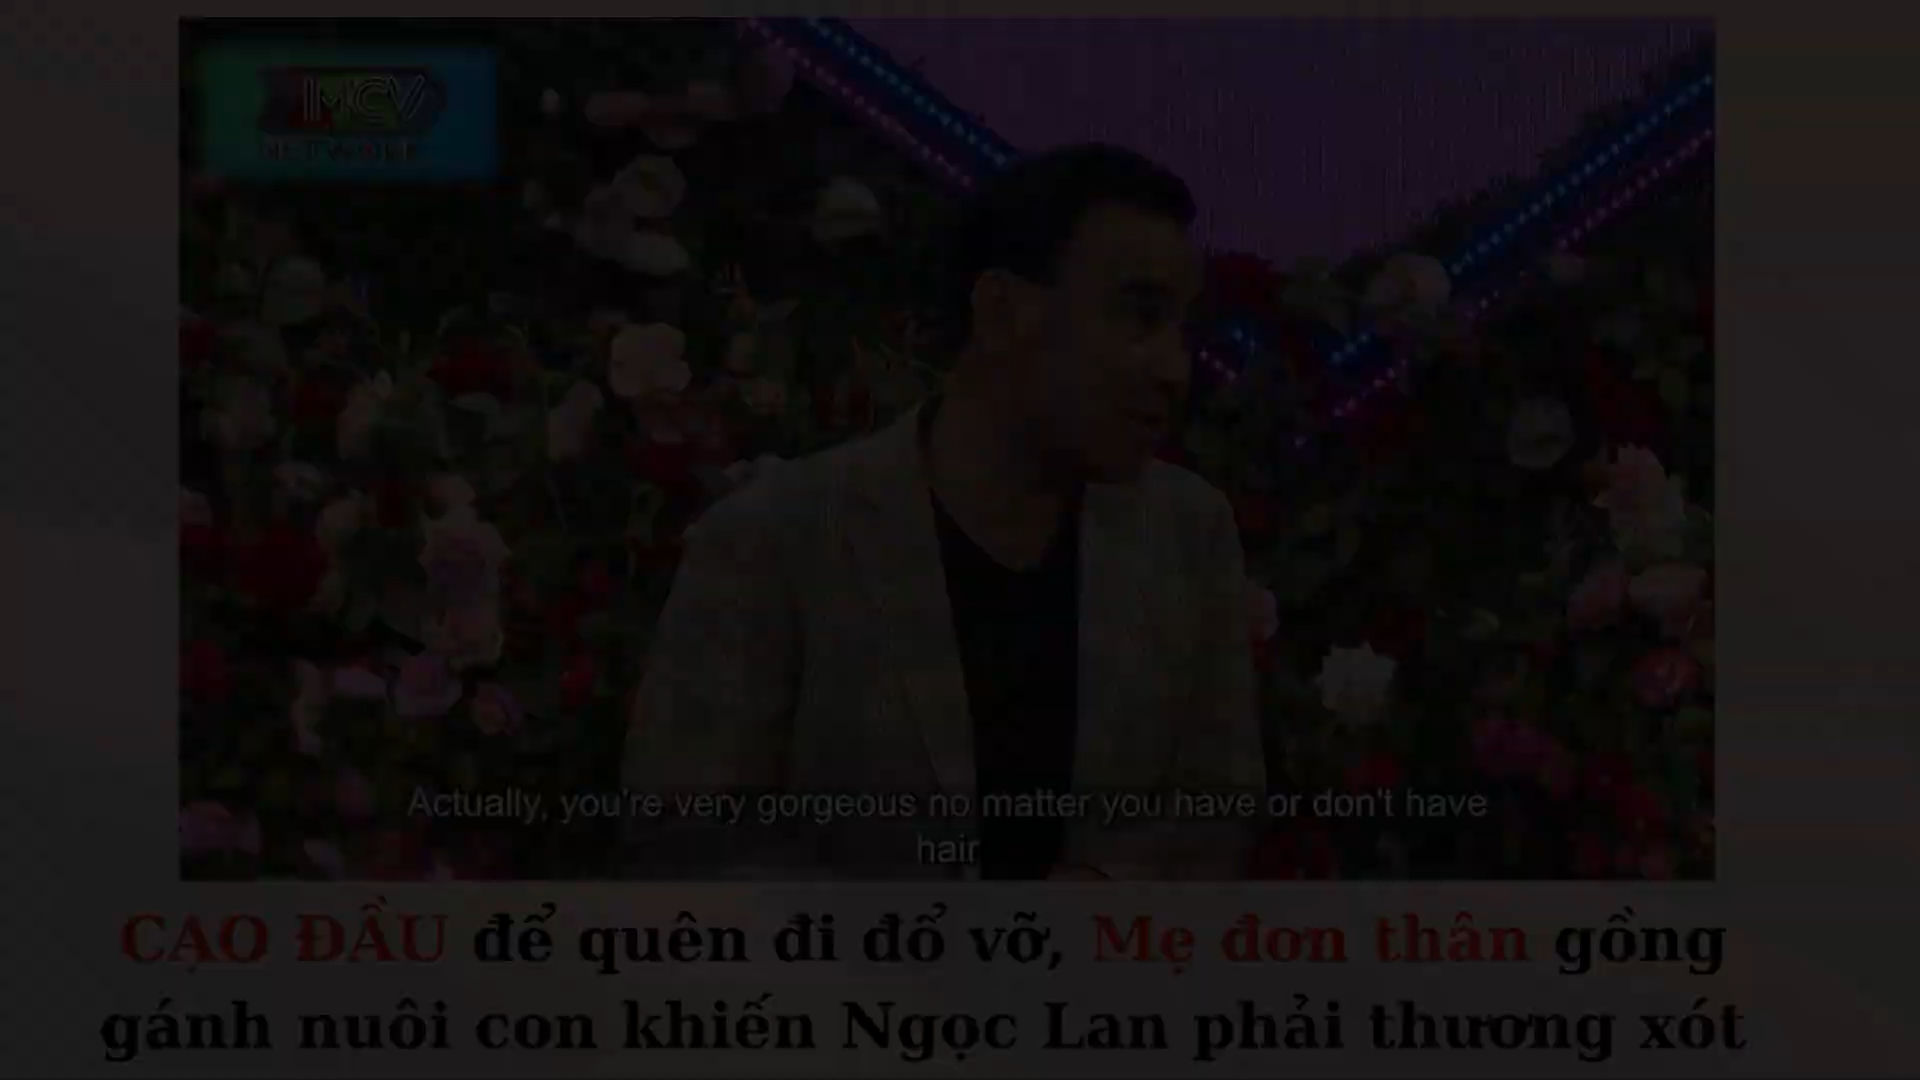 MCV
NETWORK
Actually, you're very gorgeous no matter you have or don't have
hair
CẠO ĐẦU để quên đi đổ vỡ, Mẹ đơn thân gồng
gánh nuôi con khiến Ngọc Lan phải thương xót